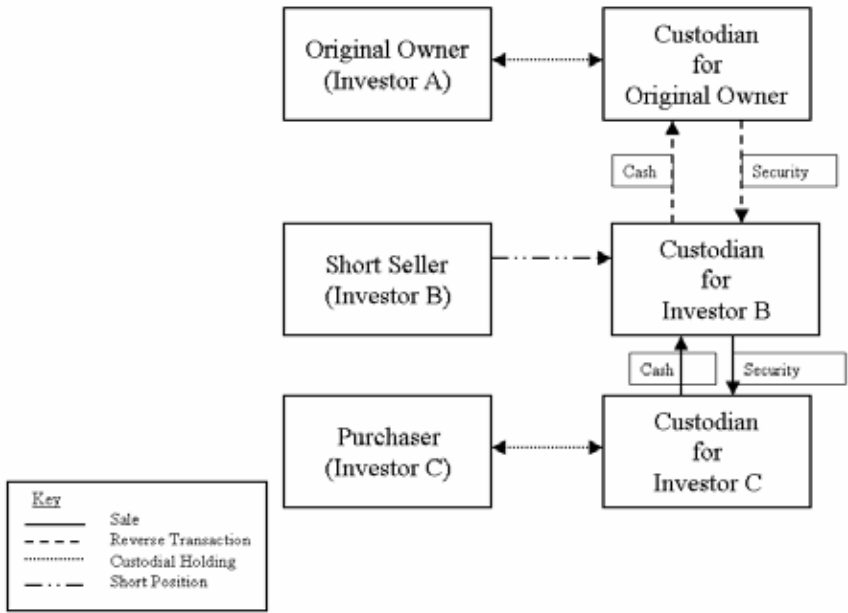 Original Owner
(Investor A)
Custodian
for
Original Owner
Cash
Security
Short Seller
(Investor B)
Custodian
for
Investor B
Cash
Security
Purchaser
(Investor C)
Custodian
for
Investor C
Key
Sale
Reverse Transaction
Custodial Holding
Short Position